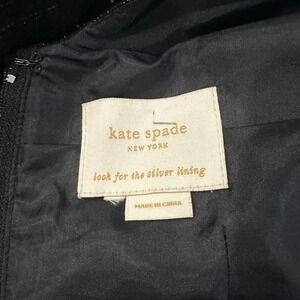 kate spade
NEW YORK
look for the silver lining
MADE IN CHINA